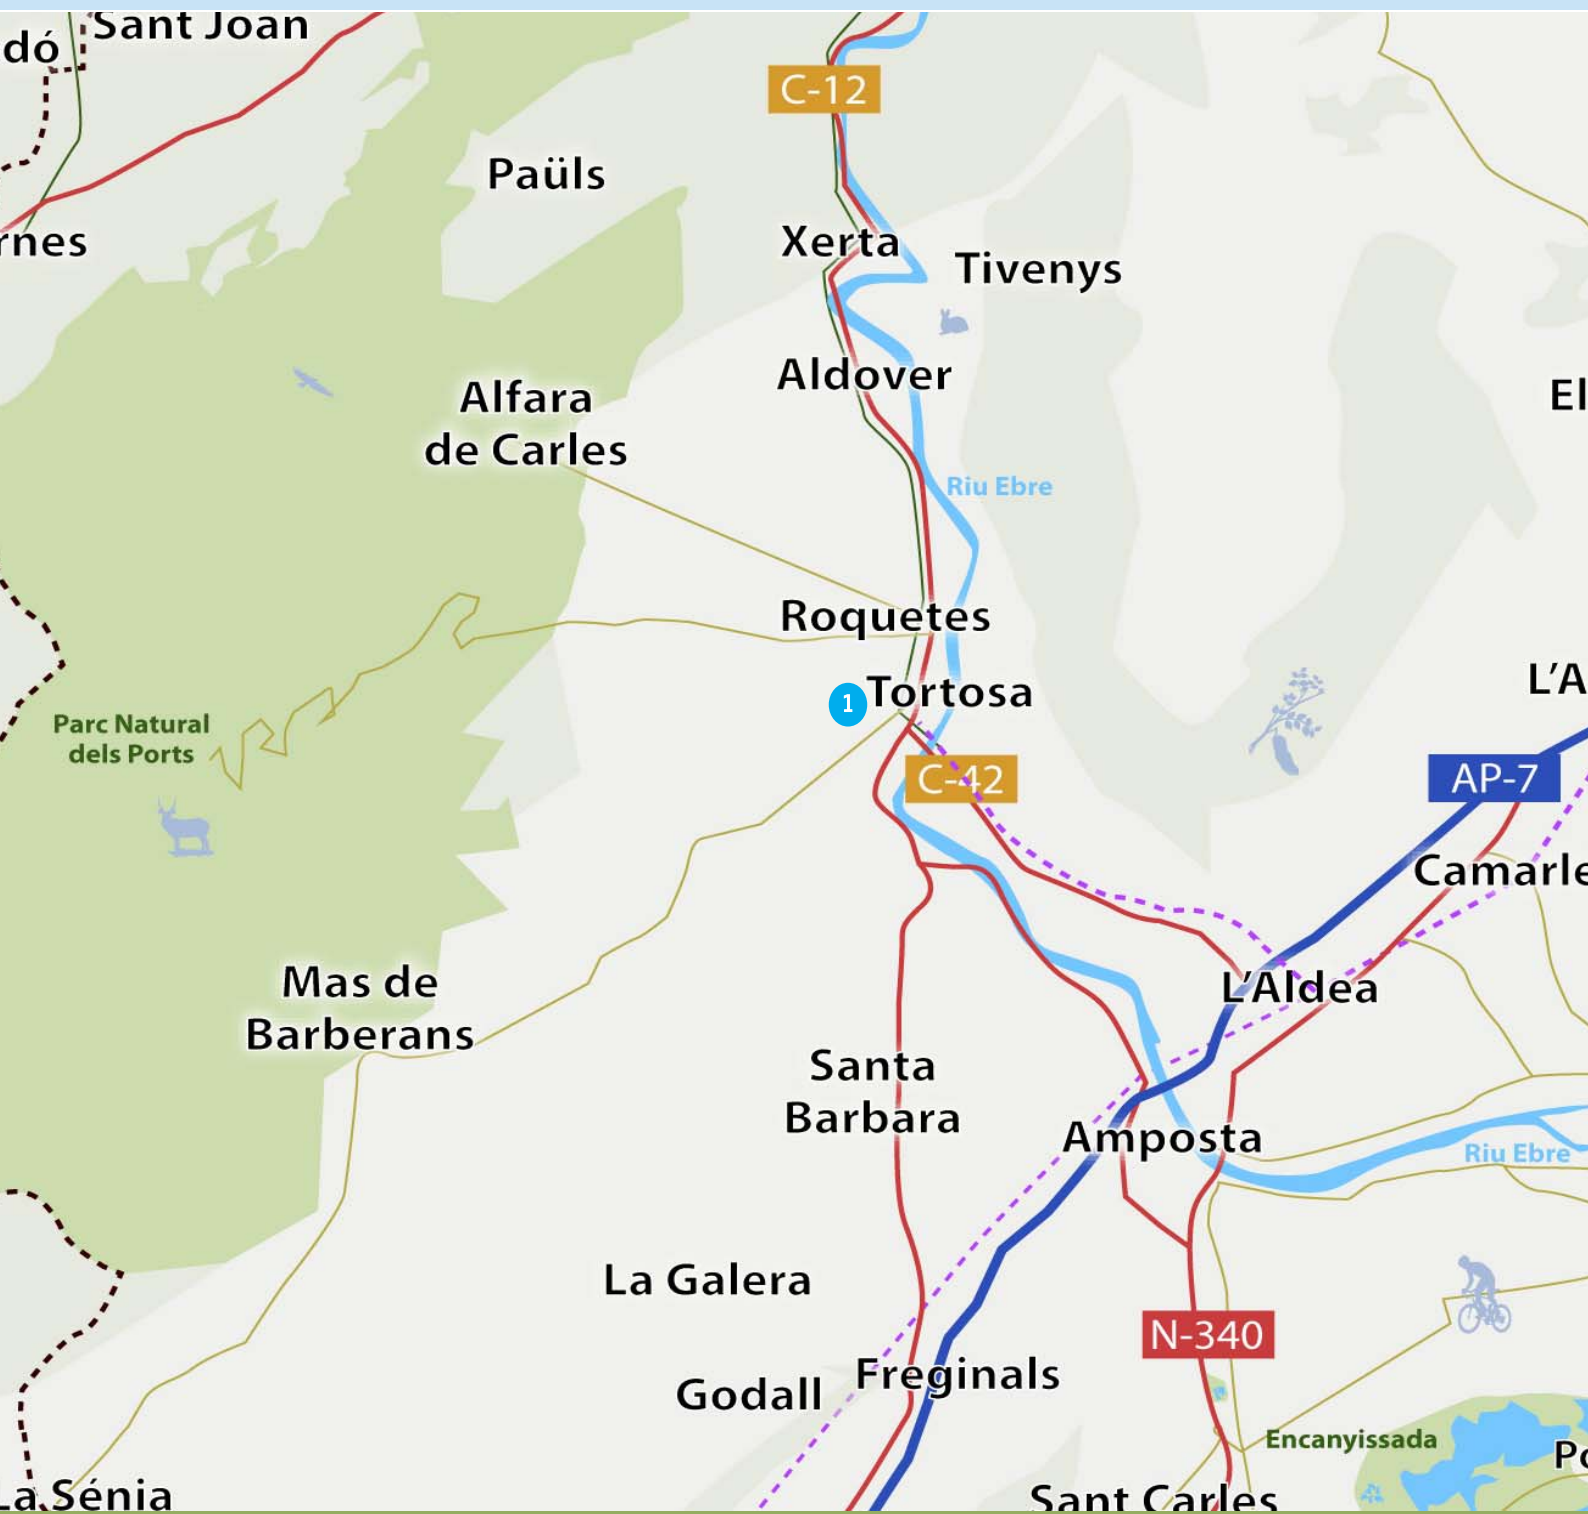 Sant Joan
dó
C-12
Paüls
rnes
Xerta
Tivenys
Aldover
Alfara
de Carles
El
Riu Ebre
Roquetes
L'A
1
Tortosa
Parc Natural
dels Ports
C-42
AP-7
Camarle
Mas de
Barberans
L'Aldea
Santa
Barbara
Amposta
Riu Ebre
La Galera
N-340
Freginals
Godall
Encanyissada
Po
La Sénia
Sant Carles